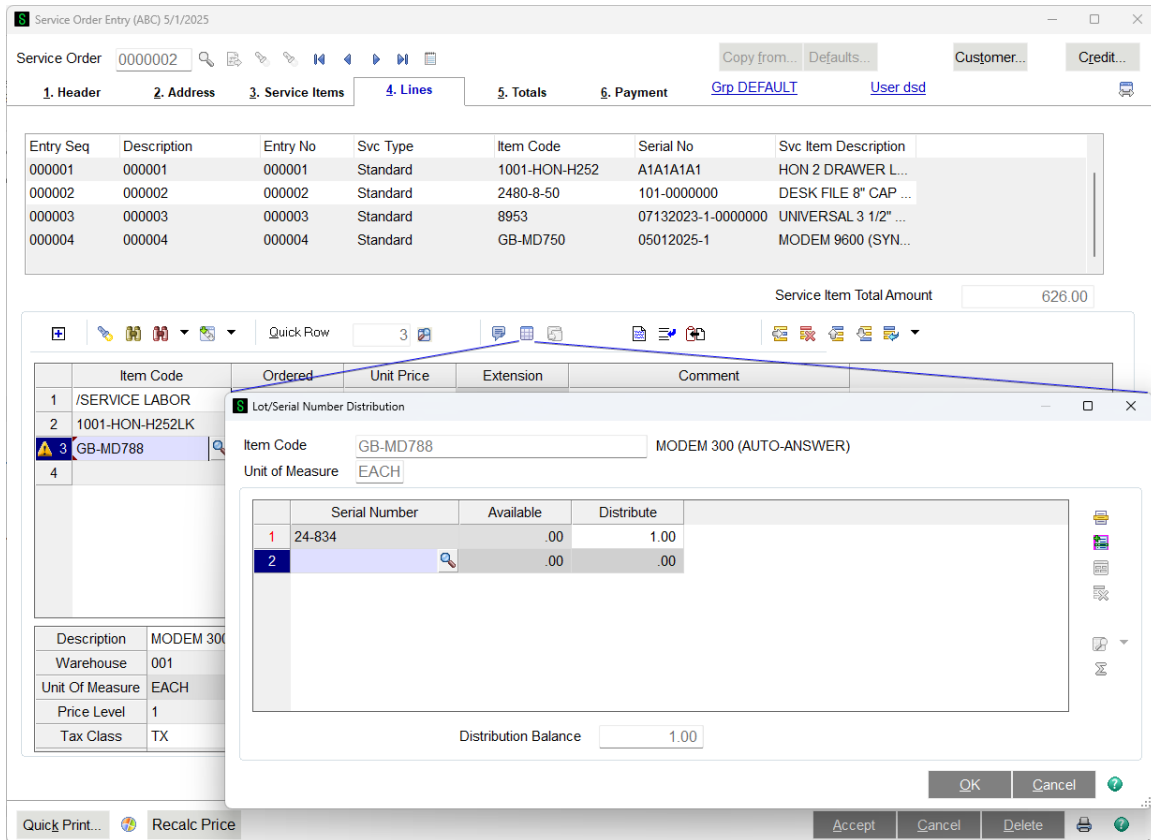 S Service Order Entry (ABC) 5/1/2025
Service Order 0000002 Copy from... Defaults... Customer... Credit...
1. Header 2. Address 3. Service Items 4. Lines 5. Totals 6. Payment Grp DEFAULT User dsd
Entry Seq Description Entry No Svc Type Item Code Serial No Svc Item Description
000001 000001 000001 Standard 1001-HON-H252 A1A1A1A1 HON 2 DRAWER L...
000002 000002 000002 Standard 2480-8-50 101-0000000 DESK FILE 8" CAP ...
000003 000003 000003 Standard 8953 07132023-1-0000000 UNIVERSAL 3 1/2" ...
000004 000004 000004 Standard GB-MD750 05012025-1 MODEM 9600 (SYN...
Service Item Total Amount 626.00
Quick Row 3
Item Code Ordered Unit Price Extension Comment
1 /SERVICE LABOR
2 1001-HON-H252LK
3 GB-MD788
4
S Lot/Serial Number Distribution
Item Code GB-MD788 MODEM 300 (AUTO-ANSWER)
Unit of Measure EACH
Serial Number Available Distribute
1 24-834 .00 1.00
2 .00 .00
Distribution Balance 1.00
OK Cancel ?
Description MODEM 300
Warehouse 001
Unit Of Measure EACH
Price Level 1
Tax Class TX
Quick Print... Recalc Price Accept Cancel Delete ?